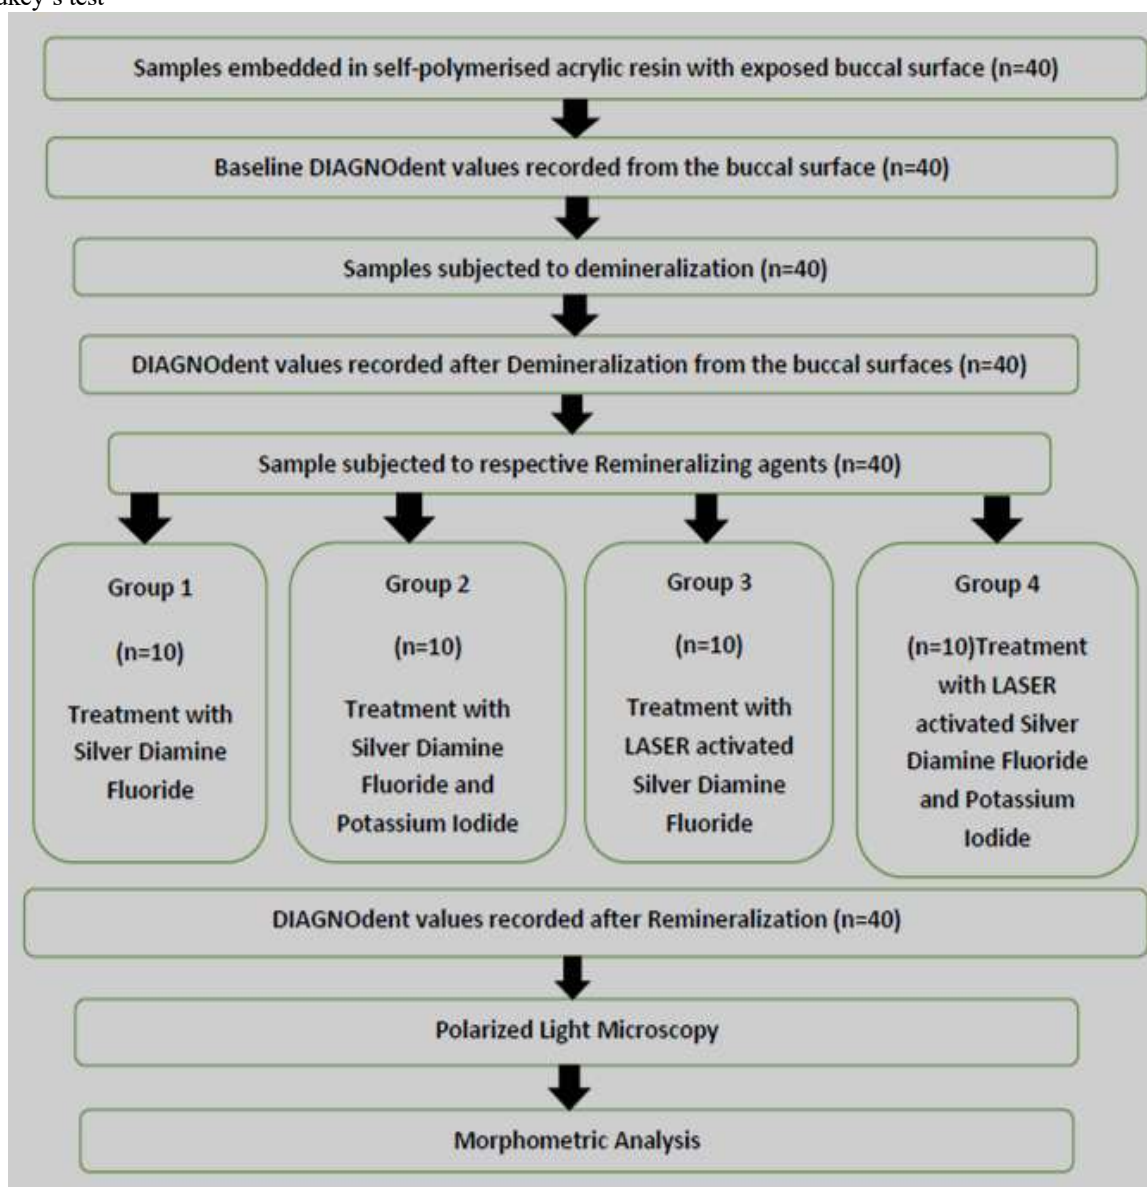 Samples embedded in self-polymerised acrylic resin with exposed buccal surface (n=40)
Baseline DIAGNOdent values recorded from the buccal surface (n=40)
Samples subjected to demineralization (n=40)
DIAGNOdent values recorded after Demineralization from the buccal surfaces (n=40)
Sample subjected to respective Remineralizing agents (n=40)
Group 1
(n=10)
Treatment with
Silver Diamine
Fluoride
Group 2
(n=10)
Treatment with
Silver Diamine
Fluoride and
Potassium Iodide
Group 3
(n=10)
Treatment with
LASER activated
Silver Diamine
Fluoride
Group 4
(n=10)Treatment
with LASER
activated Silver
Diamine Fluoride
and Potassium
Iodide
DIAGNOdent values recorded after Remineralization (n=40)
Polarized Light Microscopy
Morphometric Analysis